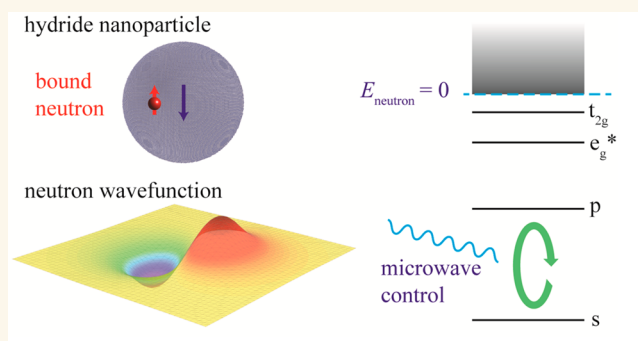 hydride nanoparticle
bound
neutron
neutron wavefunction
E_neutron = 0
t_2g
e_g*
p
microwave
control
s